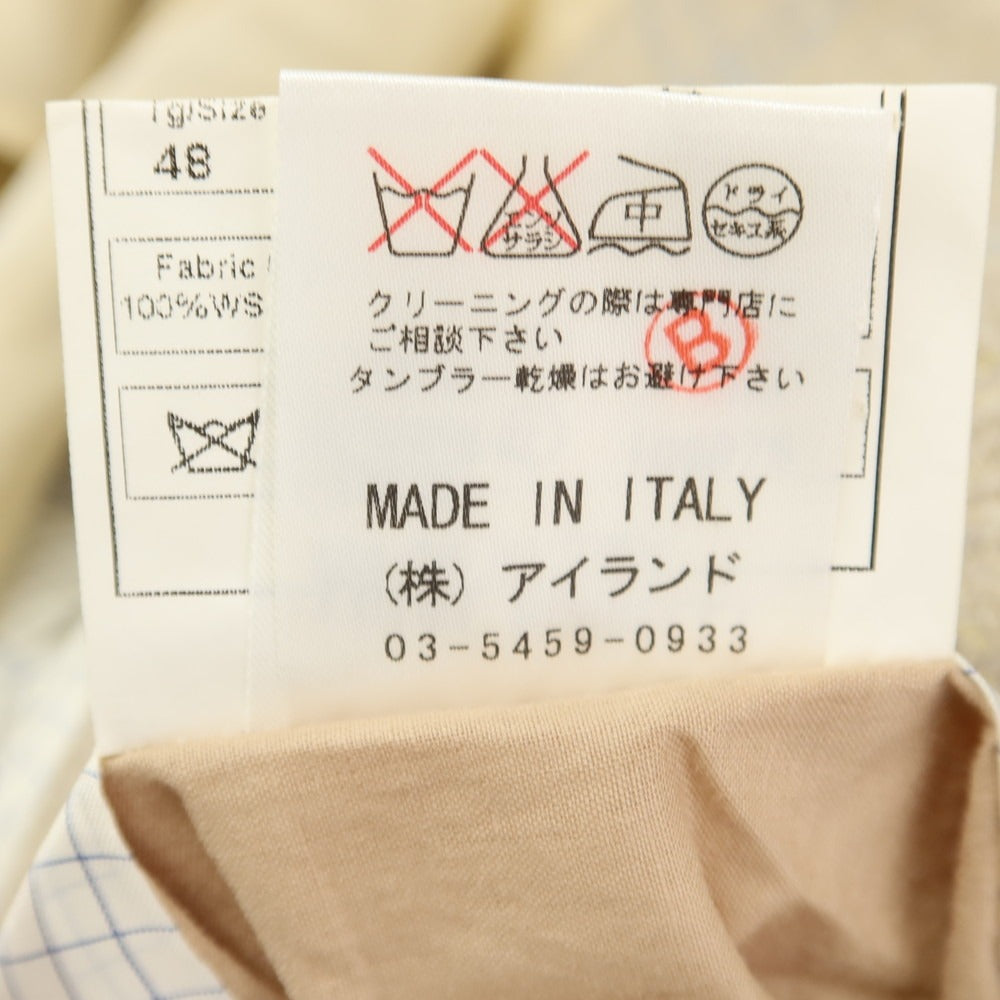 Tg/Size
48
Fabric
100%WS
エンソ
サラシ
中
ドライ
セキユ系
クリーニングの際は専門店に
ご相談下さい
タンブラー乾燥はお避け下さい
B
MADE IN ITALY
(株) アイランド
03-5459-0933